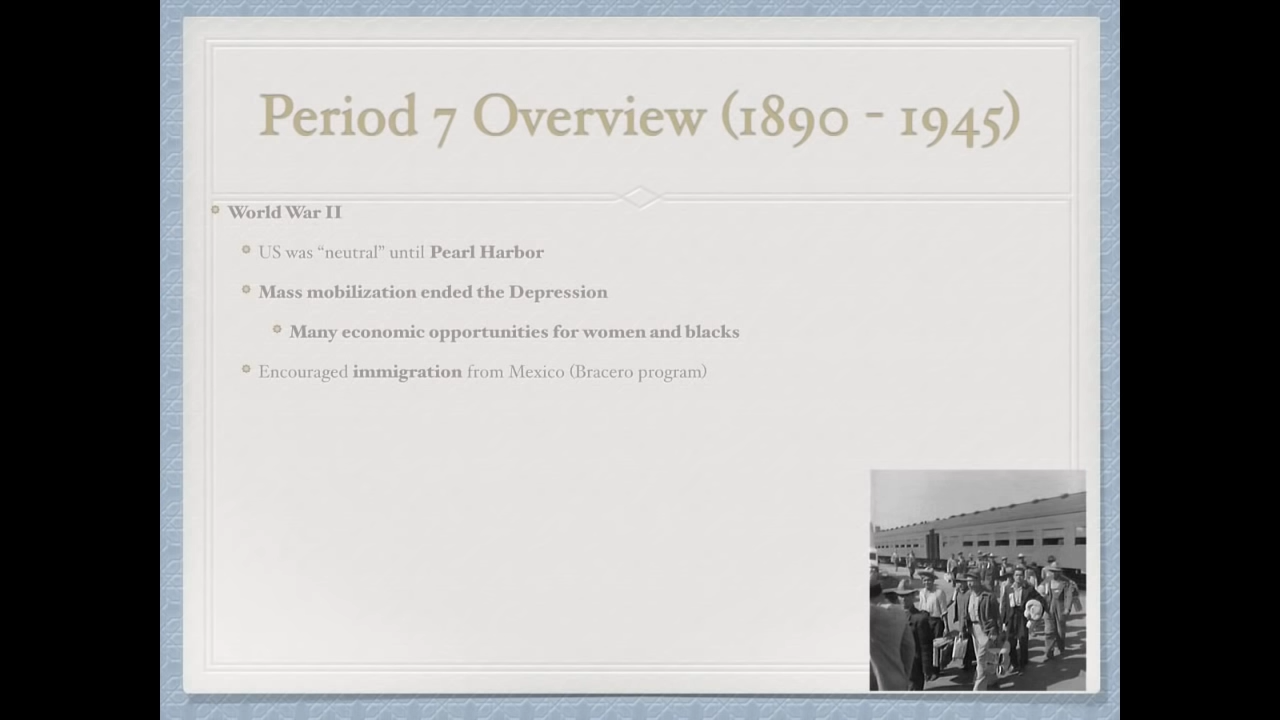 Period 7 Overview (1890 - 1945)
World War II
US was “neutral” until Pearl Harbor
Mass mobilization ended the Depression
Many economic opportunities for women and blacks
Encouraged immigration from Mexico (Bracero program)